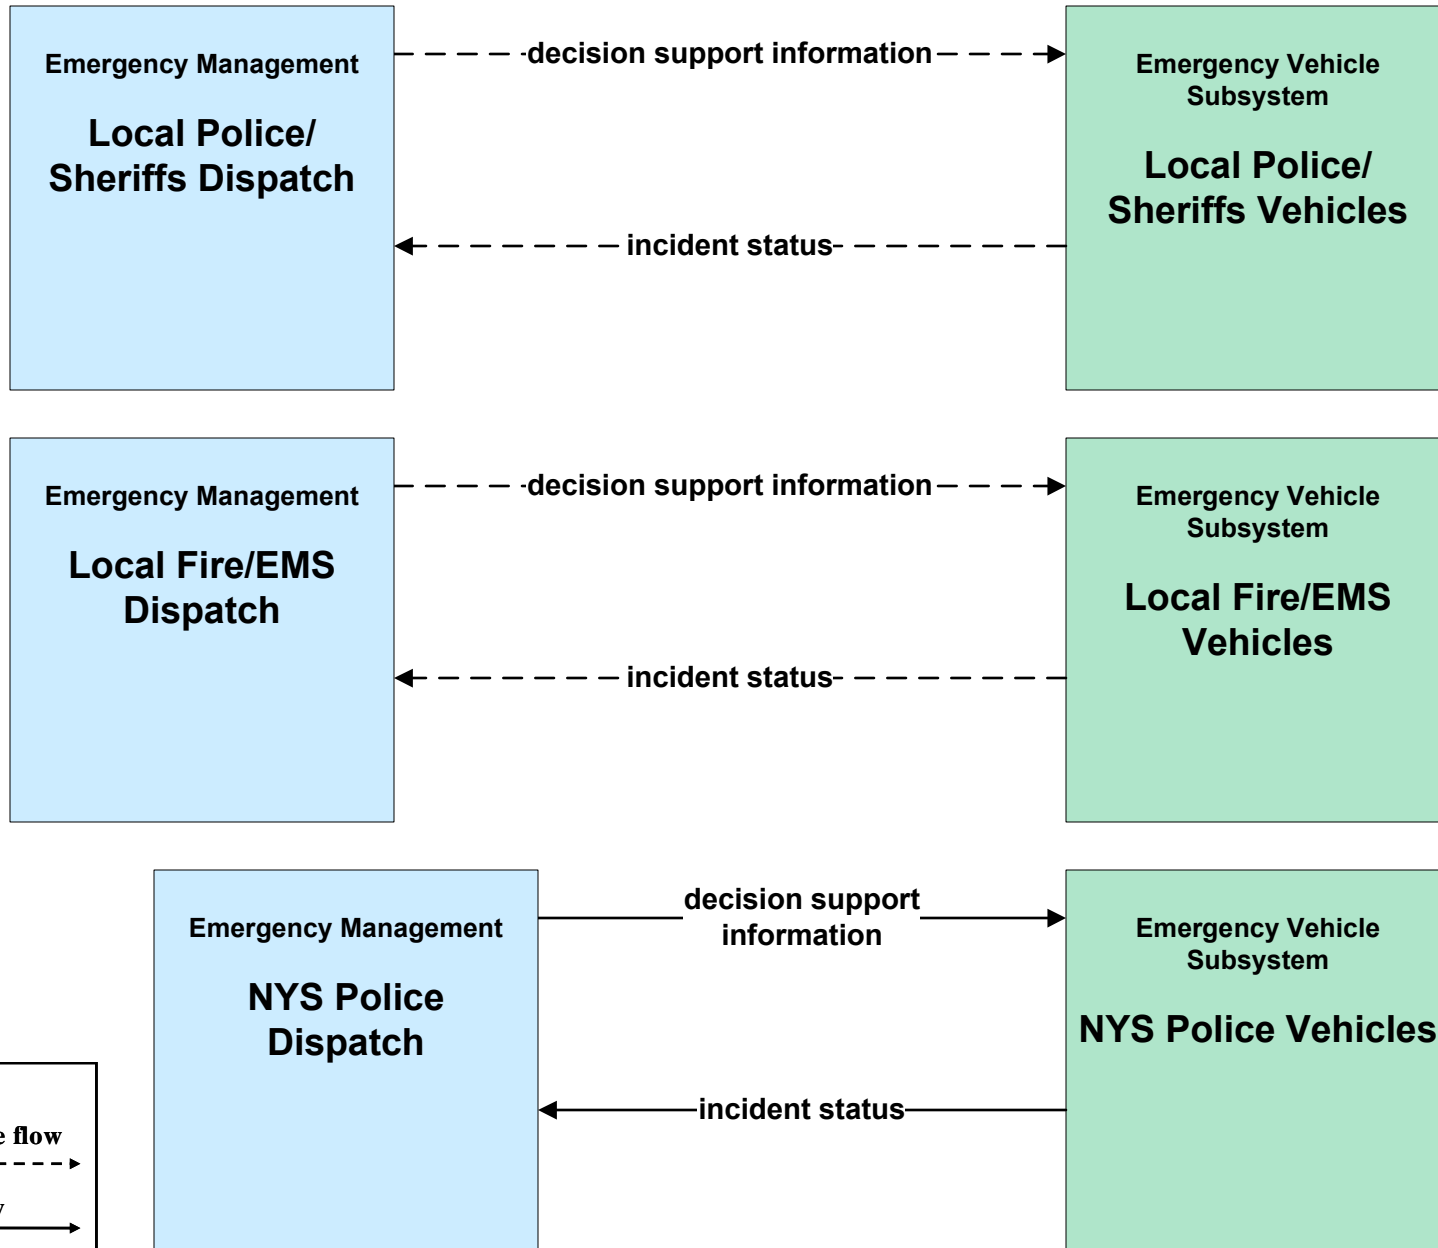 Emergency Management
Local Police/
Sheriffs Dispatch
decision support information
incident status
Emergency Vehicle
Subsystem
Local Police/
Sheriffs Vehicles
Emergency Management
Local Fire/EMS
Dispatch
decision support information
incident status
Emergency Vehicle
Subsystem
Local Fire/EMS
Vehicles
Emergency Management
NYS Police
Dispatch
decision support
information
incident status
Emergency Vehicle
Subsystem
NYS Police Vehicles
flow